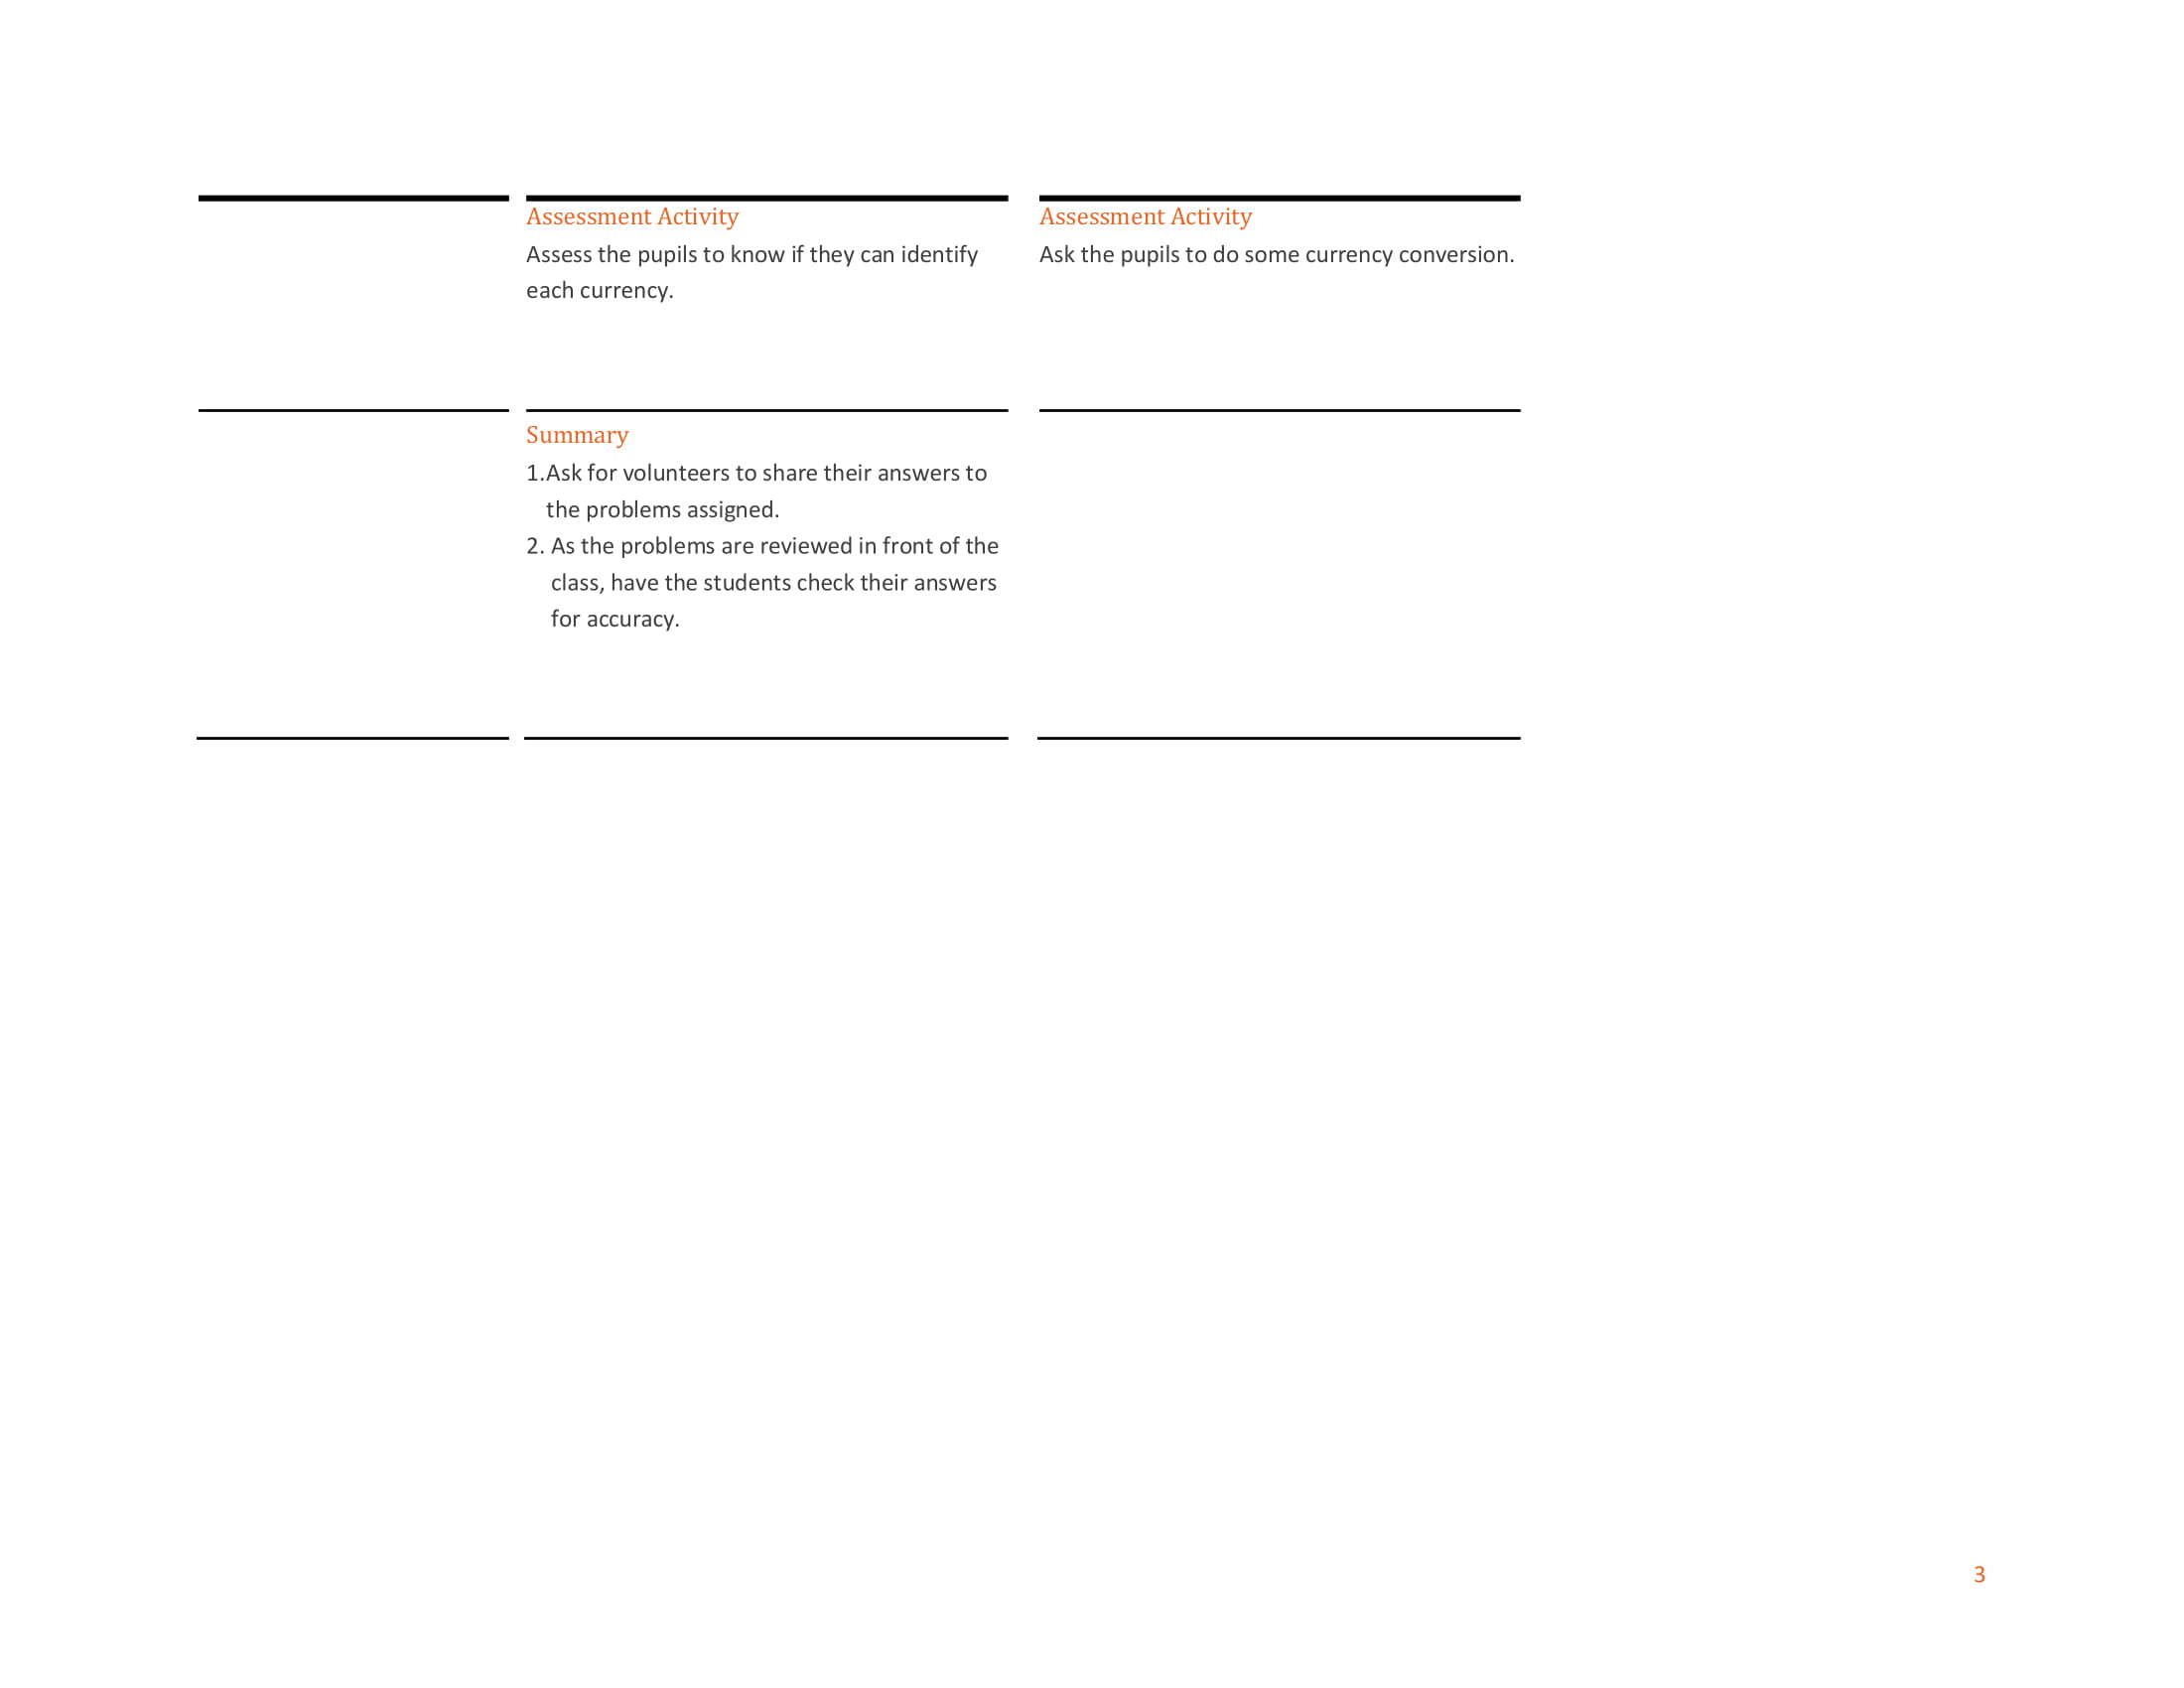 Assessment Activity
Assess the pupils to know if they can identify
each currency.
Assessment Activity
Ask the pupils to do some currency conversion.
Summary
1.Ask for volunteers to share their answers to
the problems assigned.
2. As the problems are reviewed in front of the
class, have the students check their answers
for accuracy.
3